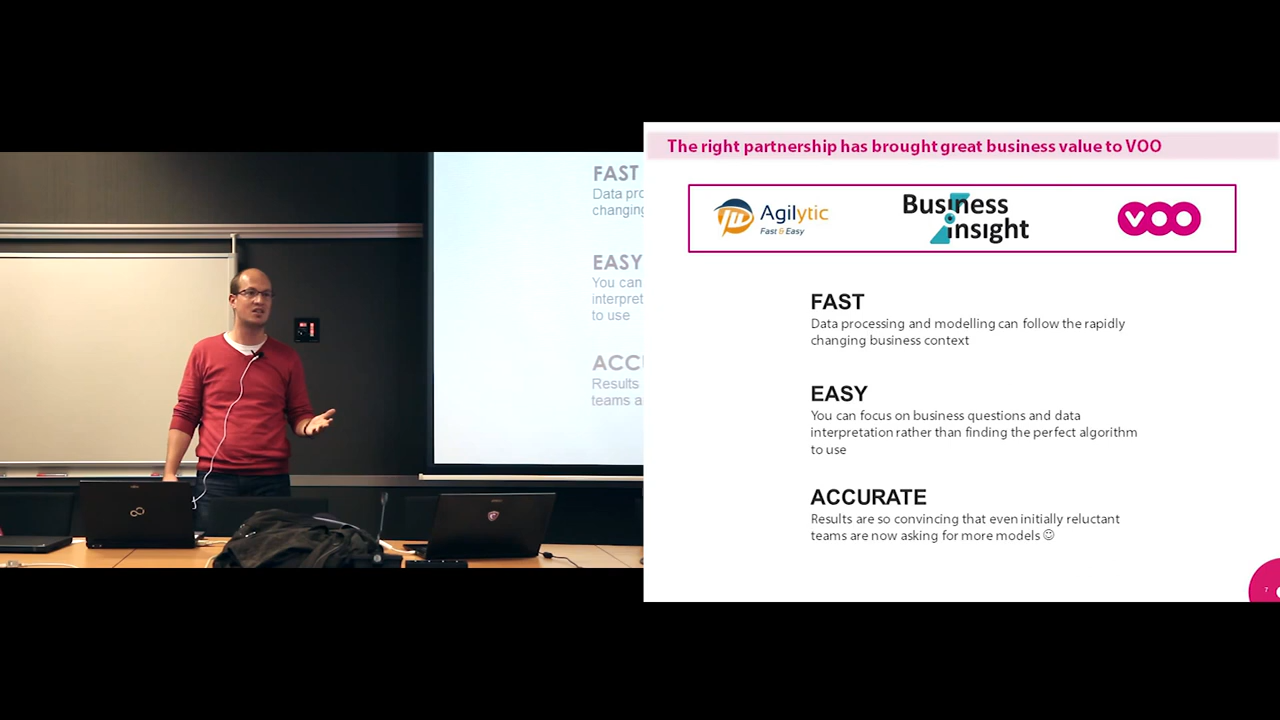 FAST
Data pro
changing
EASY
You can
interpret
to use
ACCU
Results
teams a
The right partnership has brought great business value to VOO
Agilytic
Fast & Easy
Business
insight
VOO
FAST
Data processing and modelling can follow the rapidly
changing business context
EASY
You can focus on business questions and data
interpretation rather than finding the perfect algorithm
to use
ACCURATE
Results are so convincing that even initially reluctant
teams are now asking for more models ☺
7